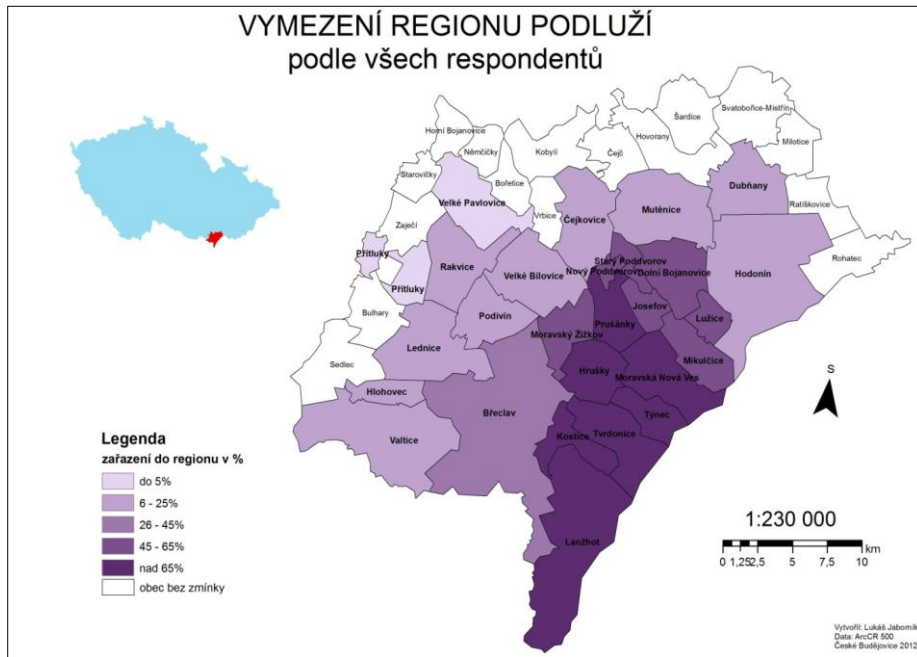 VYMEZENÍ REGIONU PODLUŽÍ
podle všech respondentů
Svatobořice-Mistřín
Šardice
Horní Bojanovice
Hovorany
Milotice
Němčičky
Kobylí
Čejč
Starovičky
Bořetice
Dubňany
Velké Pavlovice
Ratíškovice
Vrbice
Čejkovice
Mutěnice
Zaječí
Přítluky
Rohatec
Starý Poddvorov
Rakvice
Velké Bílovice
Nový Poddvorov
Dolní Bojanovice
Hodonín
Přítluky
Josefov
Bulhary
Podivín
Lužice
Prušánky
Moravský Žižkov
Lednice
Mikulčice
Sedlec
Hrušky
Moravská Nová Ves
S
Hlohovec
Břeclav
Týnec
Tvrdonice
Kostice
Valtice
Lanžhot
Legenda
zařazení do regionu v %
do 5%
6 - 25%
26 - 45%
45 - 65%
nad 65%
obec bez zmínky
1:230 000
km
0 1,25 2,5 5 7,5 10
Vytvořil: Lukáš Jaborník
Data: ArcCR 500
České Budějovice 2012